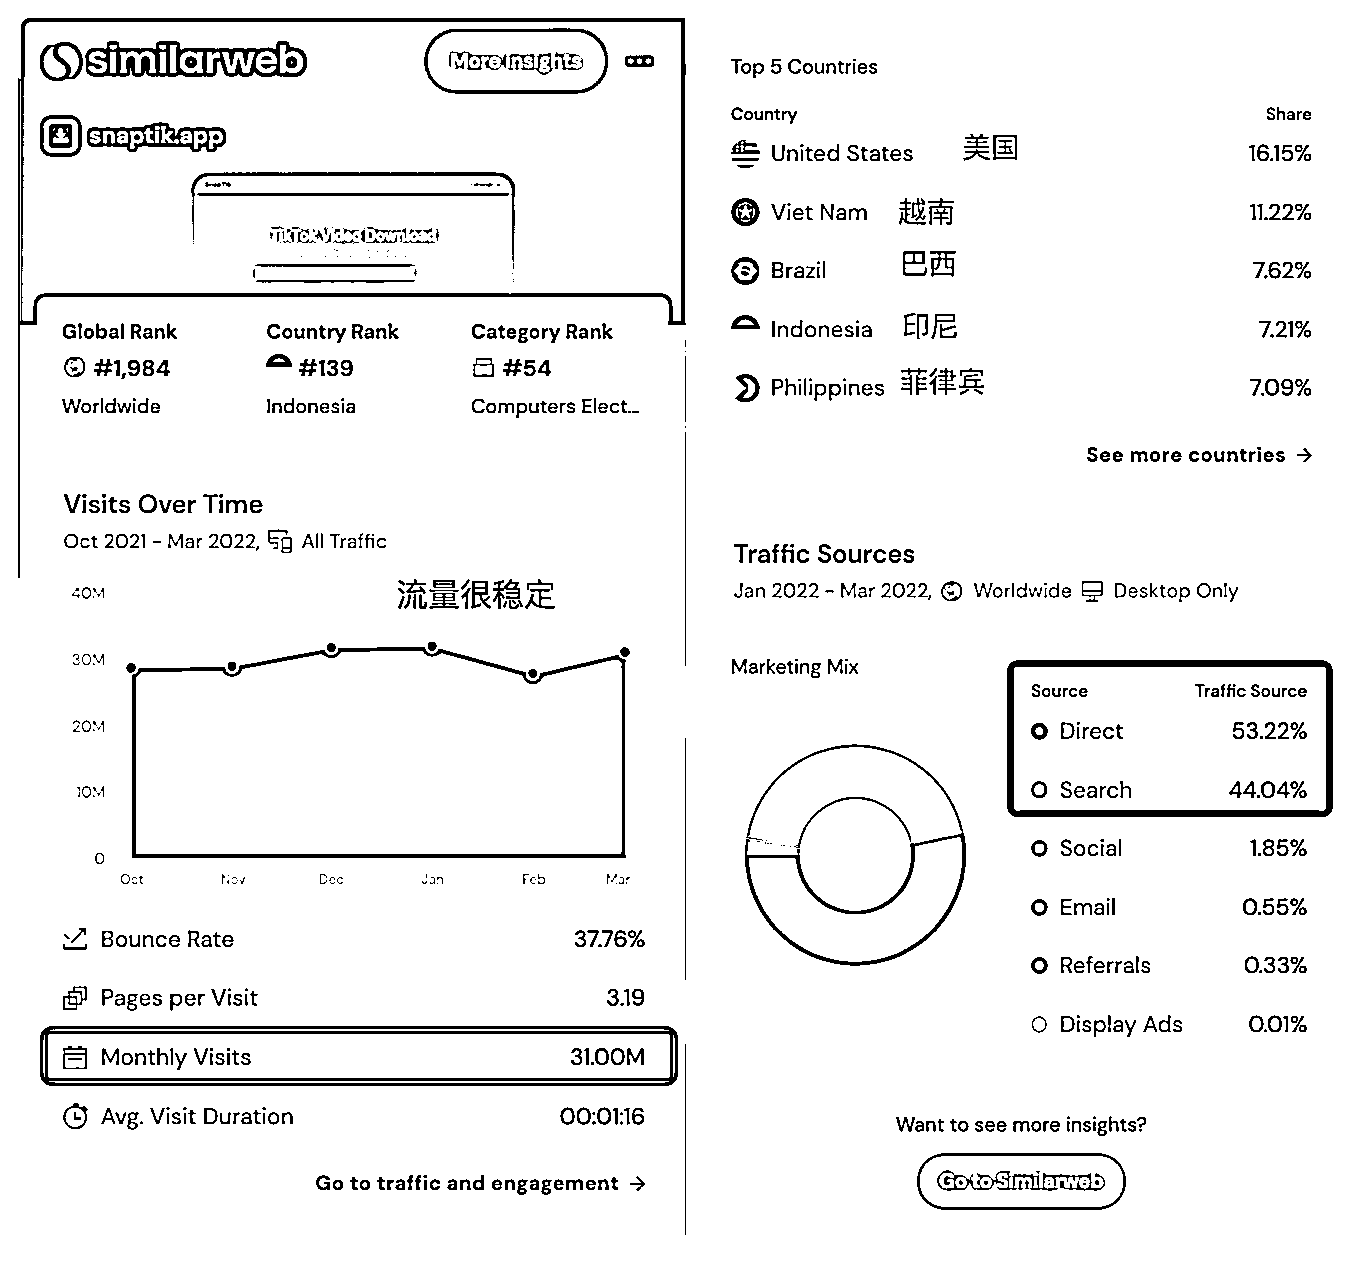 similarweb
More Insights
snaptik.app
TikTok Video Download
Global Rank
Country Rank
Category Rank
#1,984
#139
#54
Worldwide
Indonesia
Computers Elect...
Visits Over Time
Oct 2021 - Mar 2022, All Traffic
流量很稳定
40M
30M
20M
10M
0
Oct Nov Dec Jan Feb Mar
Bounce Rate 37.76%
Pages per Visit 3.19
Monthly Visits 31.00M
Avg. Visit Duration 00:01:16
Go to traffic and engagement →
Top 5 Countries
Country Share
United States 美国 16.15%
Viet Nam 越南 11.22%
Brazil 巴西 7.62%
Indonesia 印尼 7.21%
Philippines 菲律宾 7.09%
See more countries →
Traffic Sources
Jan 2022 - Mar 2022, Worldwide Desktop Only
Marketing Mix
Source Traffic Source
Direct 53.22%
Search 44.04%
Social 1.85%
Email 0.55%
Referrals 0.33%
Display Ads 0.01%
Want to see more insights?
Go to Similarweb